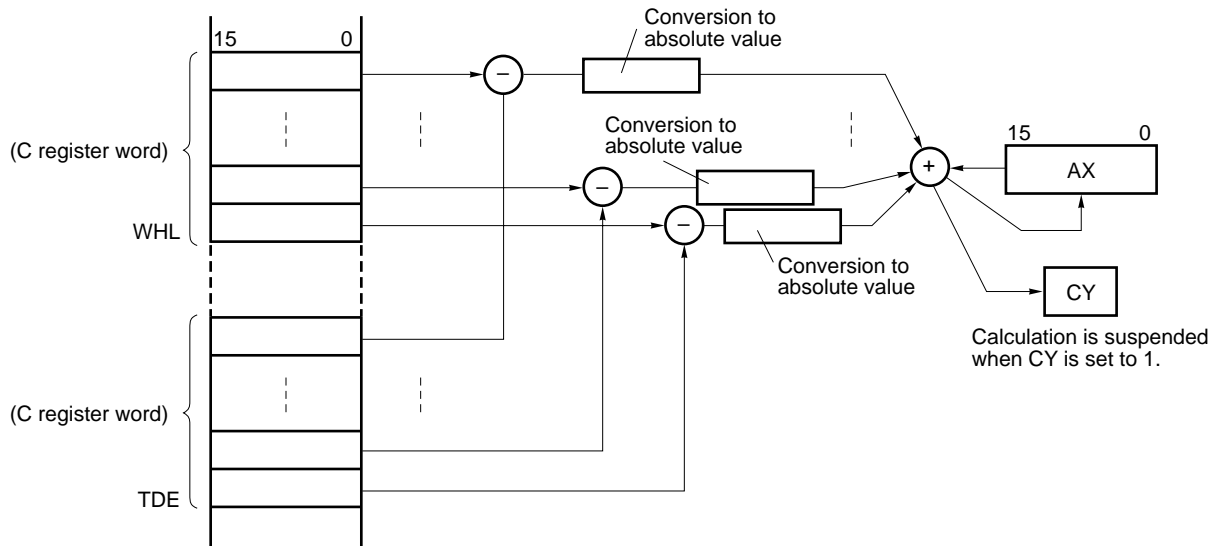 Conversion to
absolute value
15 0
(C register word)
Conversion to
absolute value
15 0
AX
WHL
Conversion to
absolute value
CY
Calculation is suspended
when CY is set to 1.
(C register word)
TDE
−
−
−
+